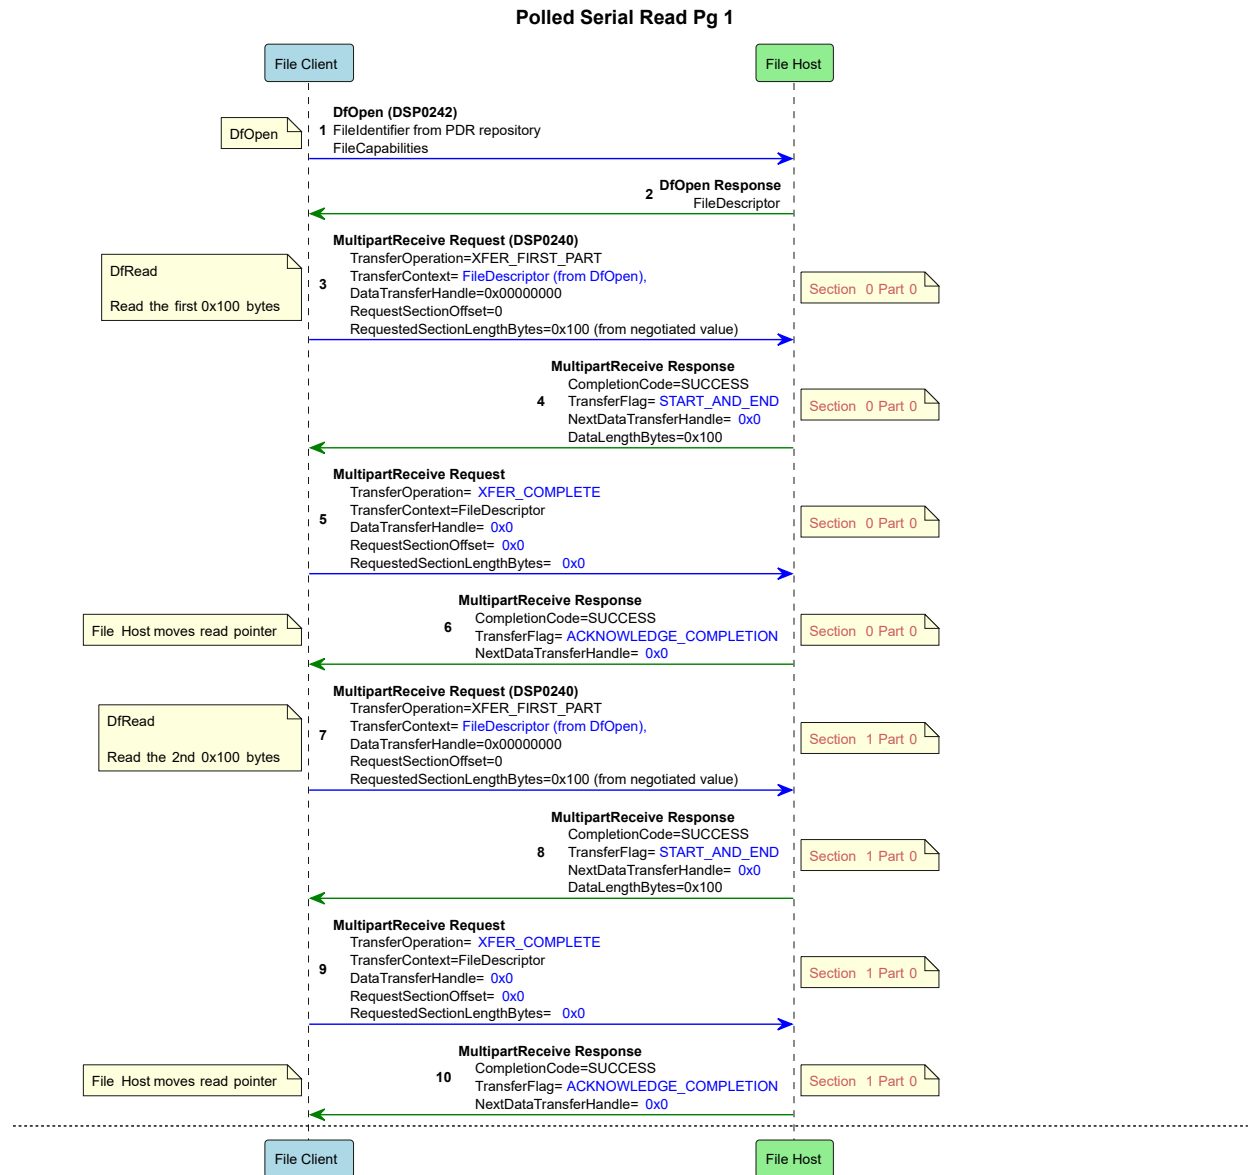 Polled Serial Read Pg 1
File Client
File Host
DfOpen
1
DfOpen (DSP0242)
FileIdentifier from PDR repository
FileCapabilities
2
DfOpen Response
FileDescriptor
DfRead
Read the first 0x100 bytes
3
MultipartReceive Request (DSP0240)
TransferOperation=XFER_FIRST_PART
TransferContext= FileDescriptor (from DfOpen),
DataTransferHandle=0x00000000
RequestSectionOffset=0
RequestedSectionLengthBytes=0x100 (from negotiated value)
Section 0 Part 0
4
MultipartReceive Response
CompletionCode=SUCCESS
TransferFlag= START_AND_END
NextDataTransferHandle= 0x0
DataLengthBytes=0x100
Section 0 Part 0
5
MultipartReceive Request
TransferOperation= XFER_COMPLETE
TransferContext=FileDescriptor
DataTransferHandle= 0x0
RequestSectionOffset= 0x0
RequestedSectionLengthBytes= 0x0
Section 0 Part 0
File Host moves read pointer
6
MultipartReceive Response
CompletionCode=SUCCESS
TransferFlag= ACKNOWLEDGE_COMPLETION
NextDataTransferHandle= 0x0
Section 0 Part 0
DfRead
Read the 2nd 0x100 bytes
7
MultipartReceive Request (DSP0240)
TransferOperation=XFER_FIRST_PART
TransferContext= FileDescriptor (from DfOpen),
DataTransferHandle=0x00000000
RequestSectionOffset=0
RequestedSectionLengthBytes=0x100 (from negotiated value)
Section 1 Part 0
8
MultipartReceive Response
CompletionCode=SUCCESS
TransferFlag= START_AND_END
NextDataTransferHandle= 0x0
DataLengthBytes=0x100
Section 1 Part 0
9
MultipartReceive Request
TransferOperation= XFER_COMPLETE
TransferContext=FileDescriptor
DataTransferHandle= 0x0
RequestSectionOffset= 0x0
RequestedSectionLengthBytes= 0x0
Section 1 Part 0
File Host moves read pointer
10
MultipartReceive Response
CompletionCode=SUCCESS
TransferFlag= ACKNOWLEDGE_COMPLETION
NextDataTransferHandle= 0x0
Section 1 Part 0
File Client
File Host